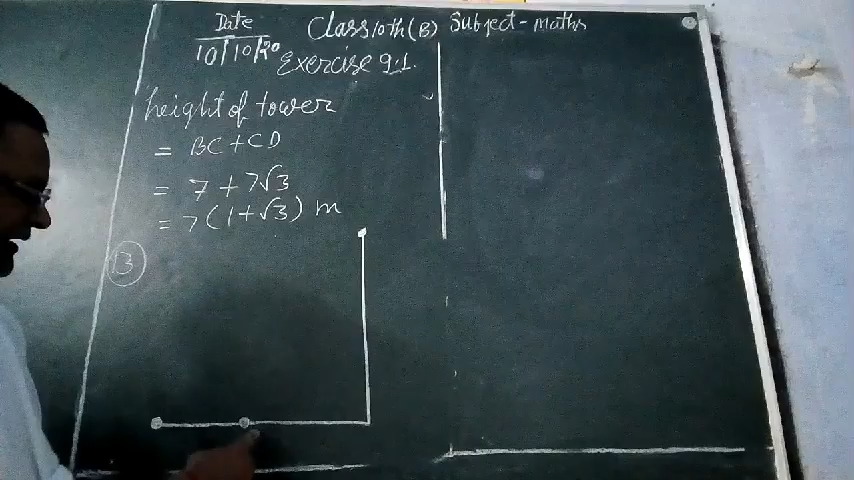 Date Class 10th (B) Subject - maths
10/10/20
Exercise 9.1.
height of tower
= BC + CD
= 7 + 7√3
= 7(1+√3) m
13